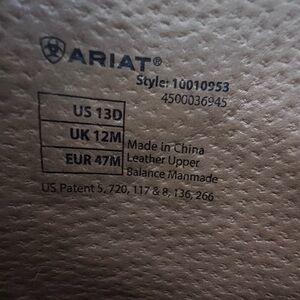 ARIAT®
Style: 10010953
4500036945
US 13D
UK 12M
EUR 47M
Made in China
Leather Upper
Balance Manmade
US Patent 5, 720, 117 & 8, 136, 266